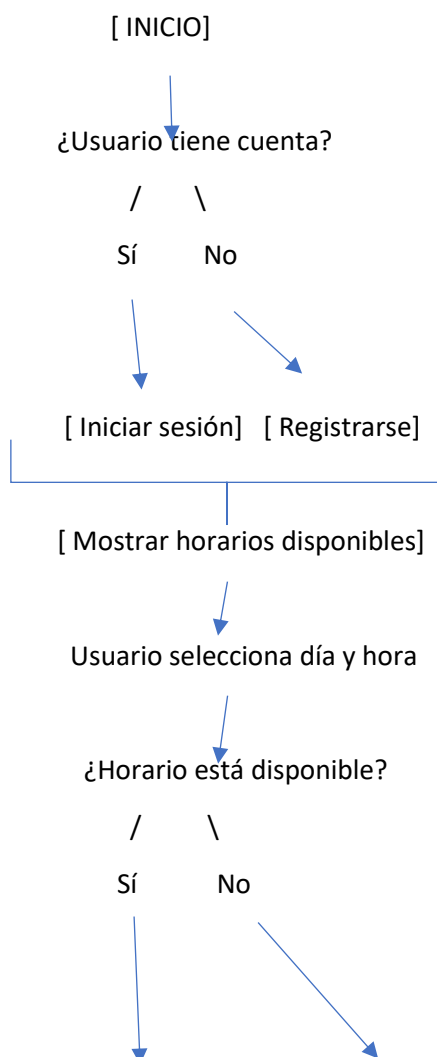 [ INICIO]
¿Usuario tiene cuenta?
/ \
Sí No
[ Iniciar sesión] [ Registrarse]
[ Mostrar horarios disponibles]
Usuario selecciona día y hora
¿Horario está disponible?
/ \
Sí No